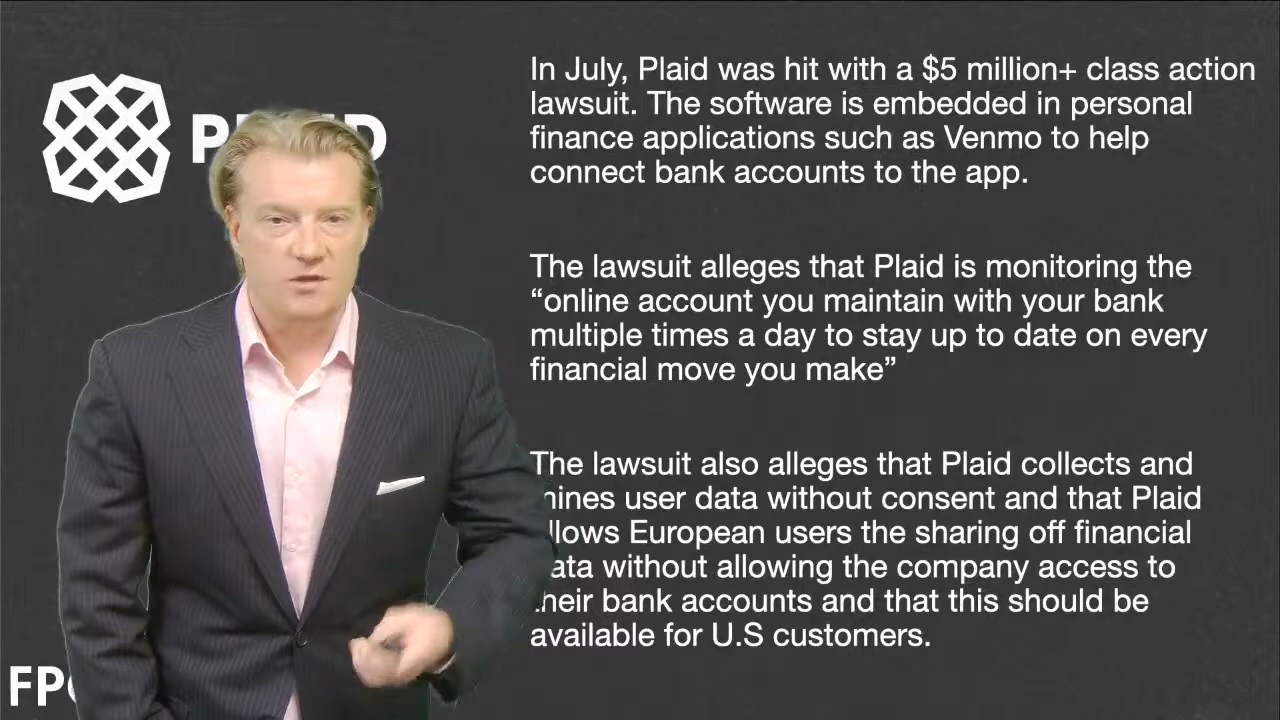 In July, Plaid was hit with a $5 million+ class action
lawsuit. The software is embedded in personal
finance applications such as Venmo to help
connect bank accounts to the app.
The lawsuit alleges that Plaid is monitoring the
“online account you maintain with your bank
multiple times a day to stay up to date on every
financial move you make”
The lawsuit also alleges that Plaid collects and
user data without consent and that Plaid
European users the sharing off financial
without allowing the company access to
bank accounts and that this should be
available for U.S customers.